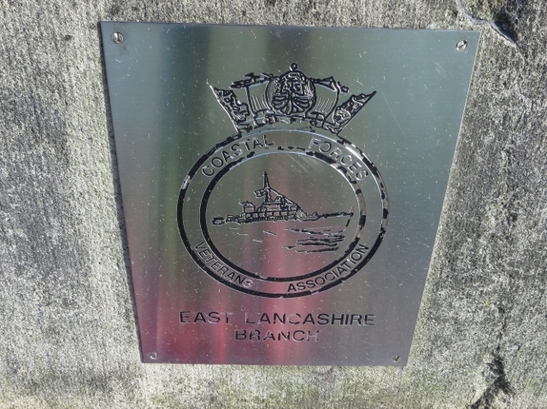 COASTAL FORCES
VETERANS ASSOCIATION
EAST LANCASHIRE
BRANCH